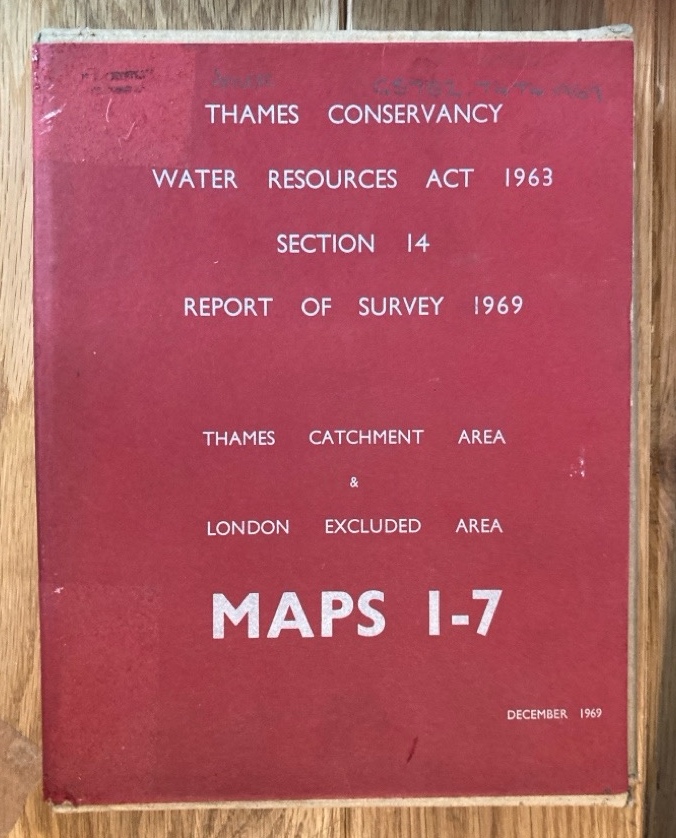 THAMES CONSERVANCY
WATER RESOURCES ACT 1963
SECTION 14
REPORT OF SURVEY 1969
THAMES CATCHMENT AREA
&
LONDON EXCLUDED AREA
MAPS 1-7
DECEMBER 1969